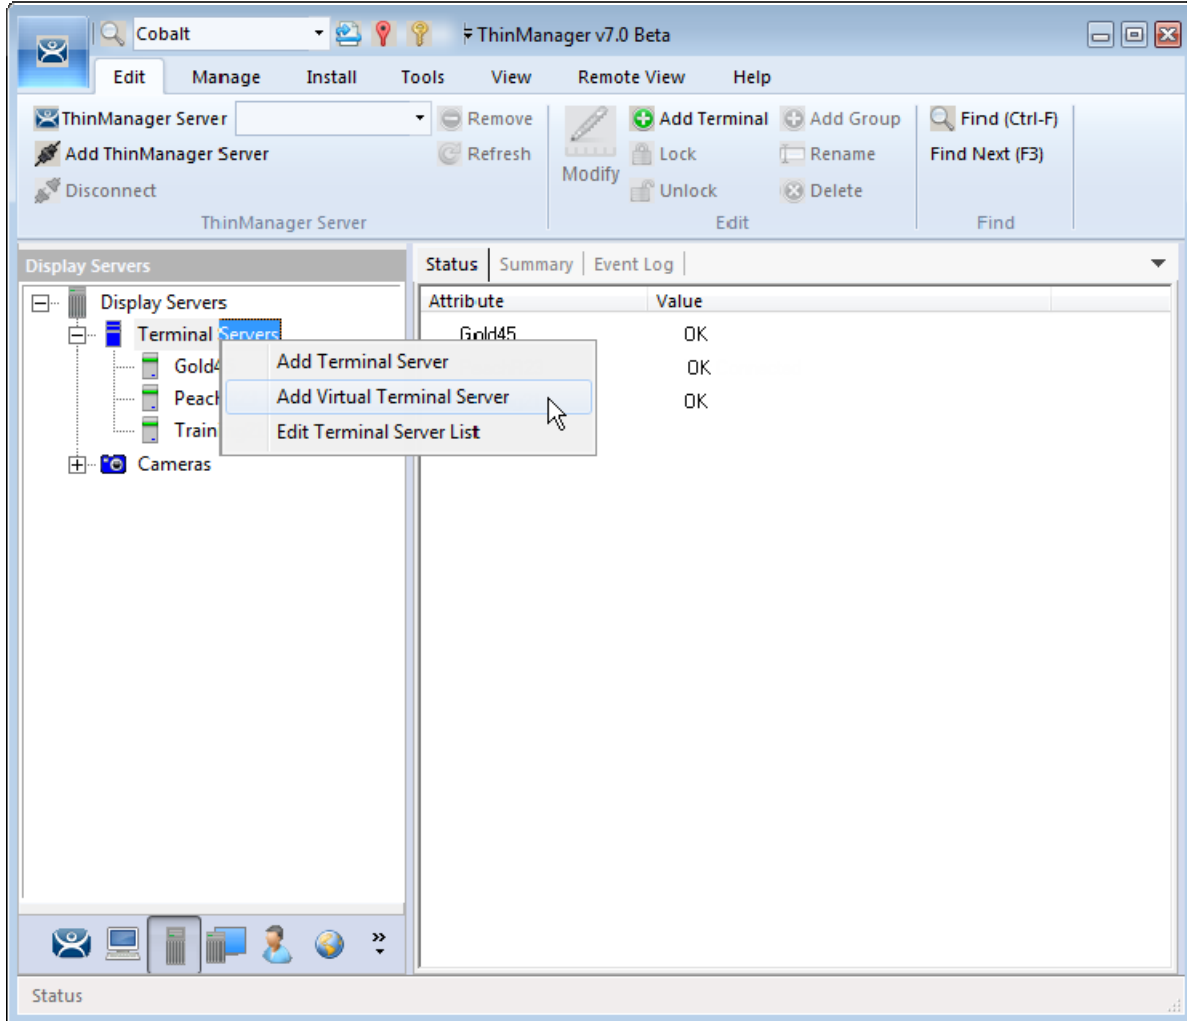 Cobalt
ThinManager v7.0 Beta
Edit Manage Install Tools View Remote View Help
ThinManager Server Remove Add Terminal Add Group Find (Ctrl-F)
Add ThinManager Server Refresh Modify Lock Rename Find Next (F3)
Disconnect Unlock Delete
ThinManager Server Edit Find
Display Servers Status Summary Event Log
Display Servers Attribute Value
Terminal Servers Gold45 OK
Gold4 Add Terminal Server OK
Peach Add Virtual Terminal Server OK
Train Edit Terminal Server List
Cameras
Status